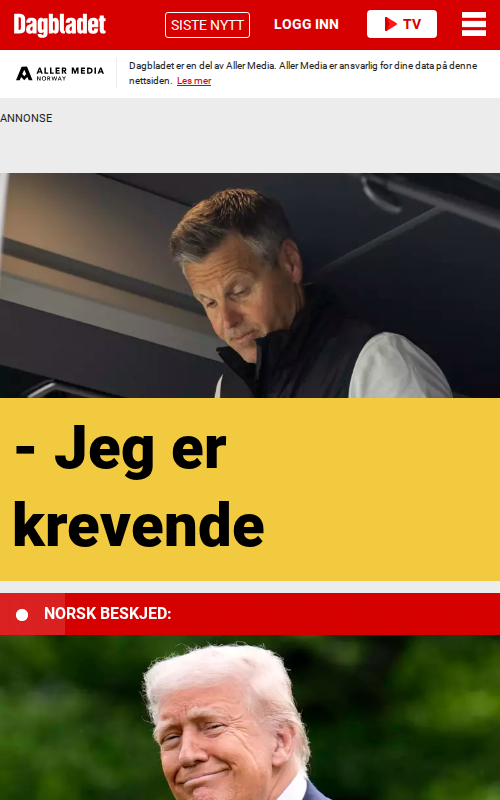 Dagbladet
SISTE NYTT
LOGG INN
TV
ALLER MEDIA
NORWAY
Dagbladet er en del av Aller Media. Aller Media er ansvarlig for dine data på denne
nettsiden. Les mer
ANNONSE
- Jeg er
krevende
NORSK BESKJED: